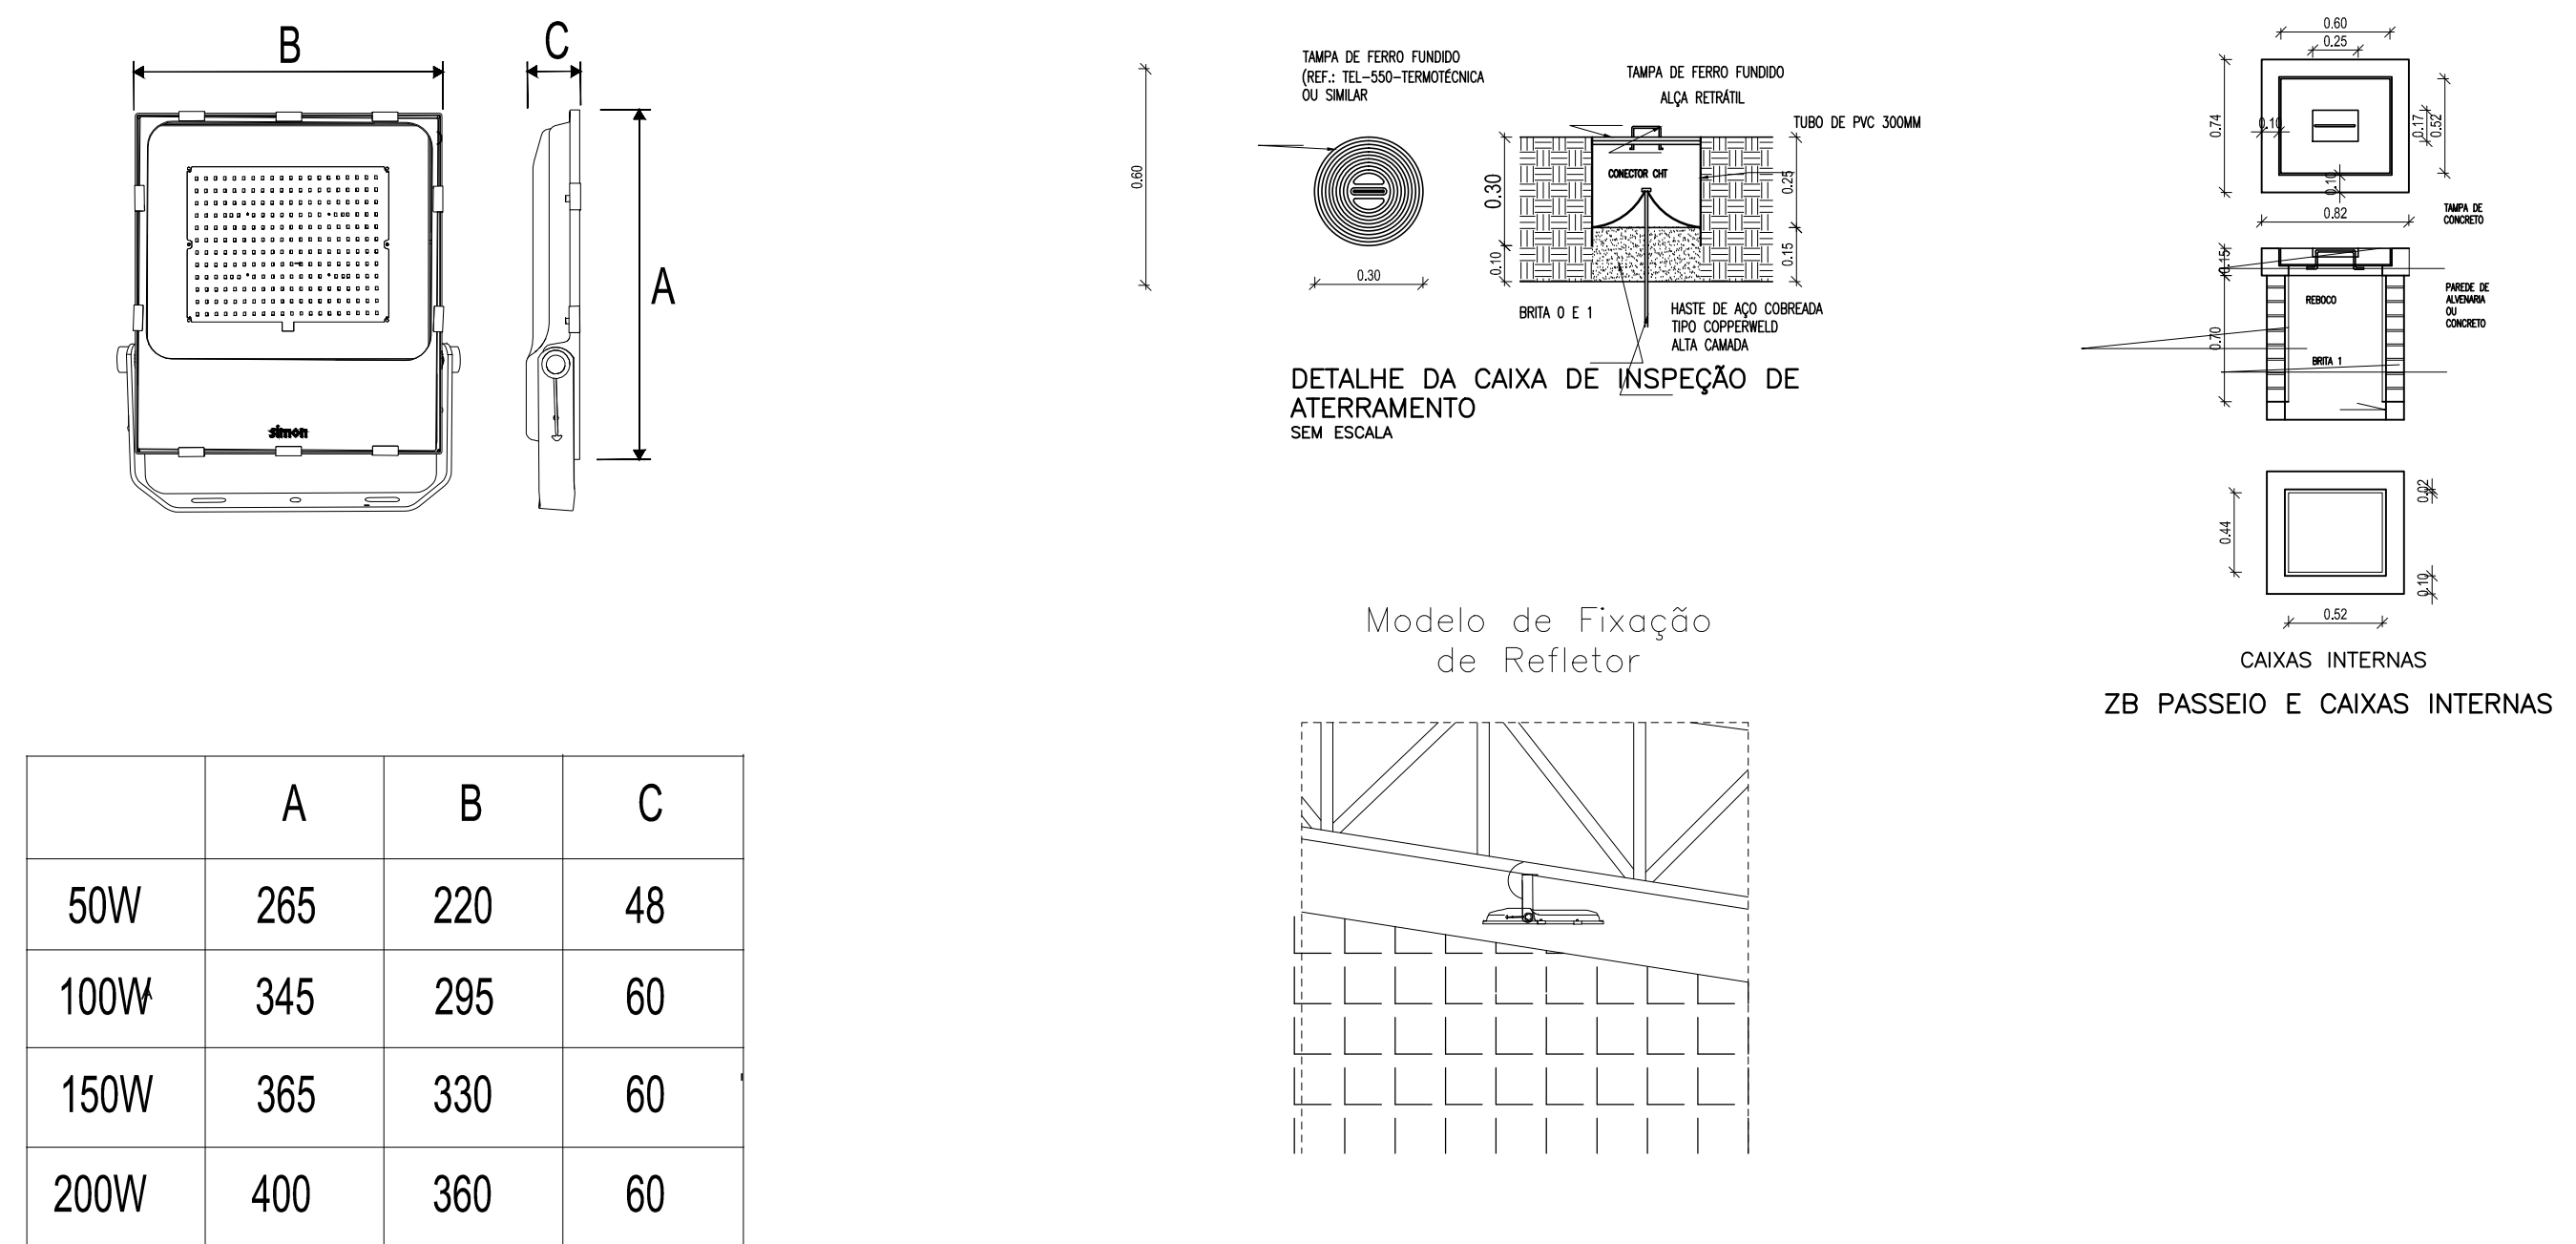 B
C
A
simon
A
B
C
50W
265
220
48
100W
345
295
60
150W
365
330
60
200W
400
360
60
0.60
TAMPA DE FERRO FUNDIDO
(REF.: TEL-550-TERMOTÉCNICA
OU SIMILAR
0.30
TAMPA DE FERRO FUNDIDO
ALÇA RETRÁTIL
TUBO DE PVC 300MM
CONECTOR CHT
0.30
0.10
0.25
0.15
BRITA 0 E 1
HASTE DE AÇO COBREADA
TIPO COPPERWELD
ALTA CAMADA
DETALHE DA CAIXA DE INSPEÇÃO DE
ATERRAMENTO
SEM ESCALA
Modelo de Fixação
de Refletor
0.60
0.25
0.74
0.10
0.17
0.52
0.10
0.82
TAMPA DE
CONCRETO
0.15
REBOCO
PAREDE DE
ALVENARIA
OU
CONCRETO
0.70
BRITA 1
0.02
0.44
0.10
0.52
CAIXAS INTERNAS
ZB PASSEIO E CAIXAS INTERNAS